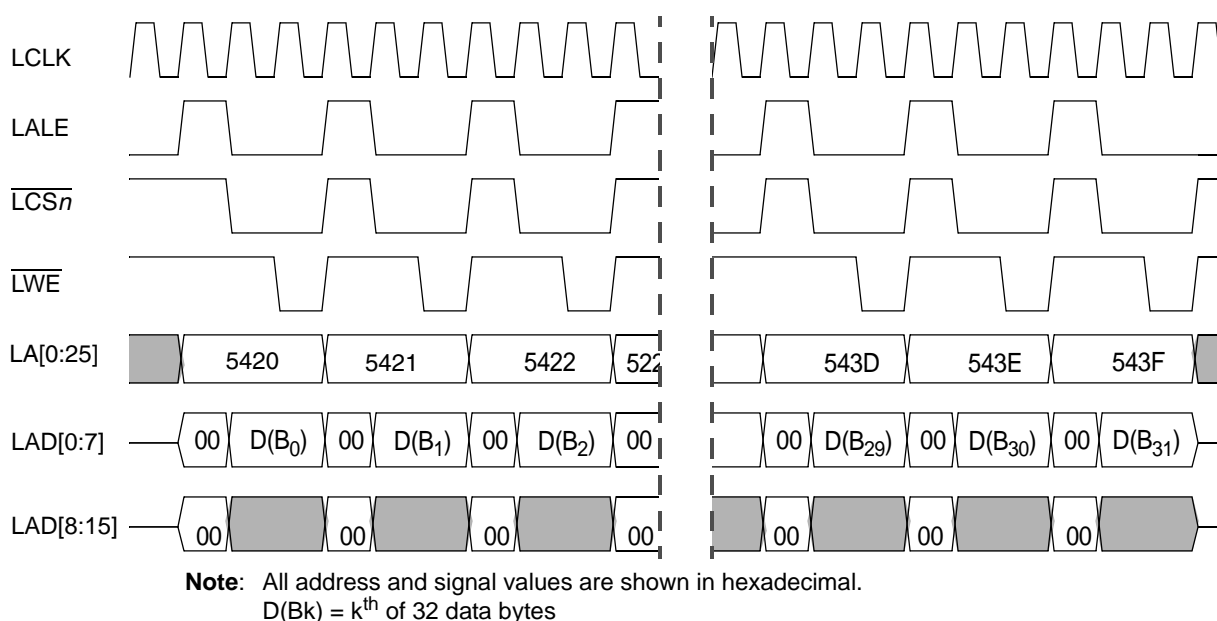 LCLK
LALE
LCSn
LWE
LA[0:25] 5420 5421 5422 522 543D 543E 543F
LAD[0:7] 00 D(B0) 00 D(B1) 00 D(B2) 00 00 D(B29) 00 D(B30) 00 D(B31)
LAD[8:15] 00 00 00 00 00 00 00
Note: All address and signal values are shown in hexadecimal.
D(Bk) = kth of 32 data bytes